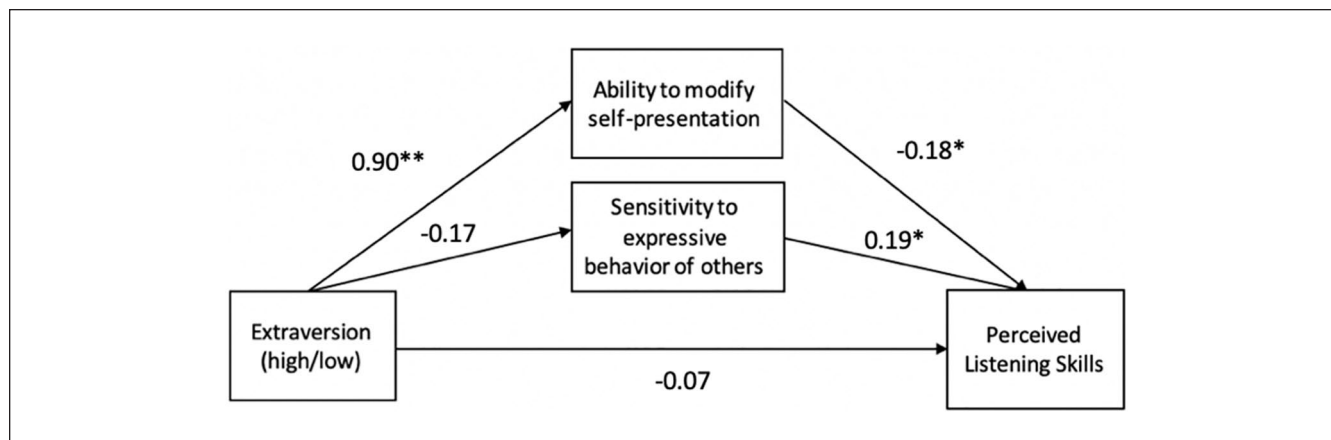 Ability to modify
self-presentation
0.90**
-0.18*
Sensitivity to
expressive
behavior of others
-0.17
0.19*
Extraversion
(high/low)
Perceived
Listening Skills
-0.07